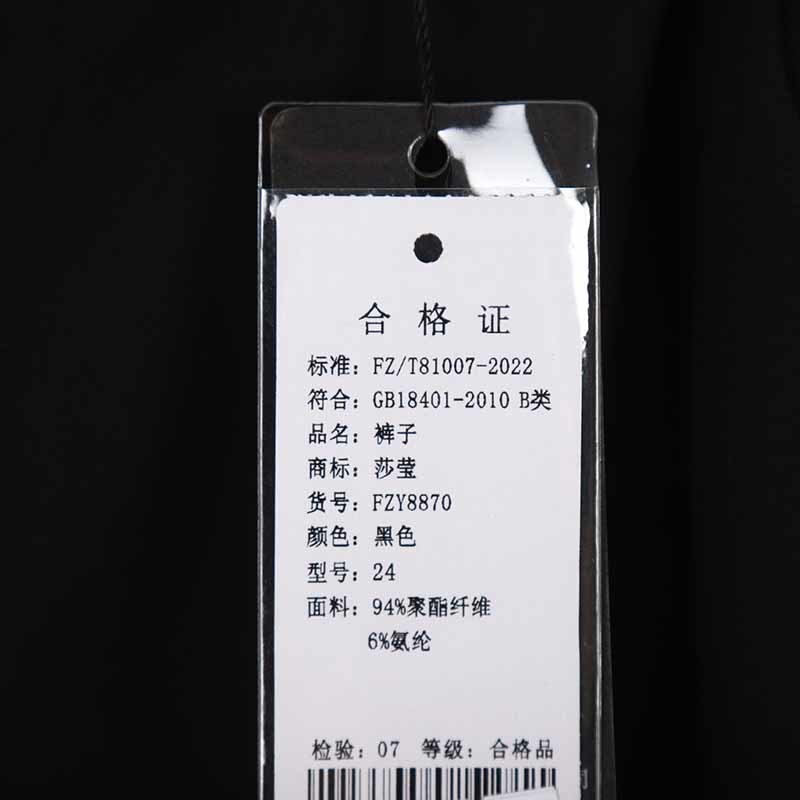 合格证
标准：FZ/T81007-2022
符合：GB18401-2010 B类
品名：裤子
商标：莎莹
货号：FZY8870
颜色：黑色
型号：24
面料：94%聚酯纤维
6%氨纶
检验：07 等级：合格品